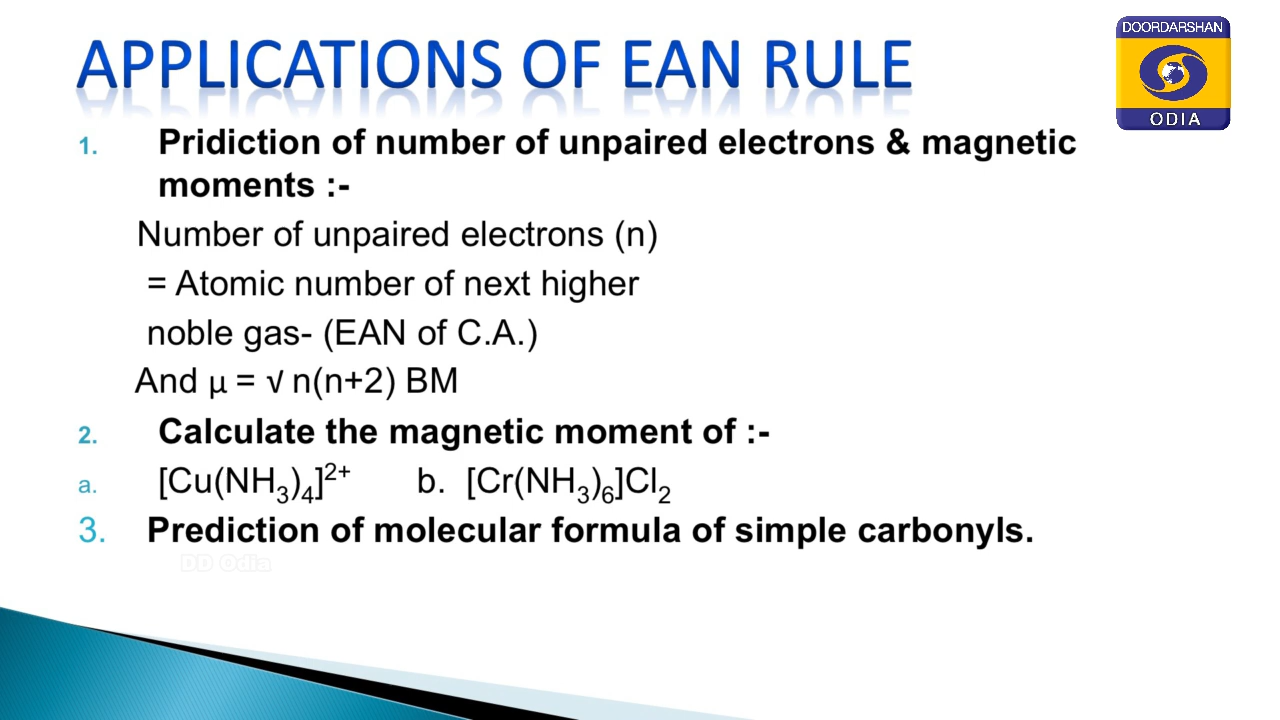 APPLICATIONS OF EAN RULE
DOORDARSHAN
ODIA
1. Pridiction of number of unpaired electrons & magnetic
moments :-
Number of unpaired electrons (n)
= Atomic number of next higher
noble gas- (EAN of C.A.)
And μ = √ n(n+2) BM
2. Calculate the magnetic moment of :-
a. [Cu(NH₃)₄]²⁺ b. [Cr(NH₃)₆]Cl₂
3. Prediction of molecular formula of simple carbonyls.
DD Odia